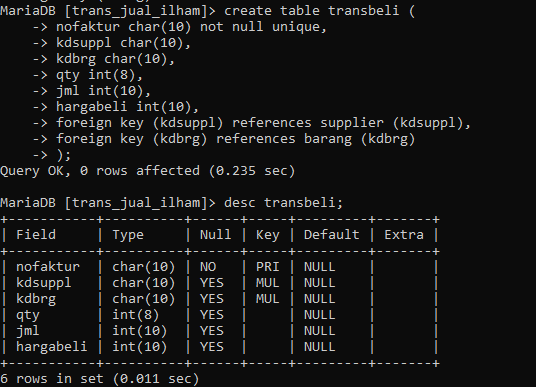 MariaDB [trans_jual_ilham]> create table transbeli (
    -> nofaktur char(10) not null unique,
    -> kdsuppl char(10),
    -> kdbrg char(10),
    -> qty int(8),
    -> jml int(10),
    -> hargabeli int(10),
    -> foreign key (kdsuppl) references supplier (kdsuppl),
    -> foreign key (kdbrg) references barang (kdbrg)
    -> );
Query OK, 0 rows affected (0.235 sec)

MariaDB [trans_jual_ilham]> desc transbeli;
+-----------+----------+------+-----+---------+-------+
| Field     | Type     | Null | Key | Default | Extra |
+-----------+----------+------+-----+---------+-------+
| nofaktur  | char(10) | NO   | PRI | NULL    |       |
| kdsuppl   | char(10) | YES  | MUL | NULL    |       |
| kdbrg     | char(10) | YES  | MUL | NULL    |       |
| qty       | int(8)   | YES  |     | NULL    |       |
| jml       | int(10)  | YES  |     | NULL    |       |
| hargabeli | int(10)  | YES  |     | NULL    |       |
+-----------+----------+------+-----+---------+-------+
6 rows in set (0.011 sec)